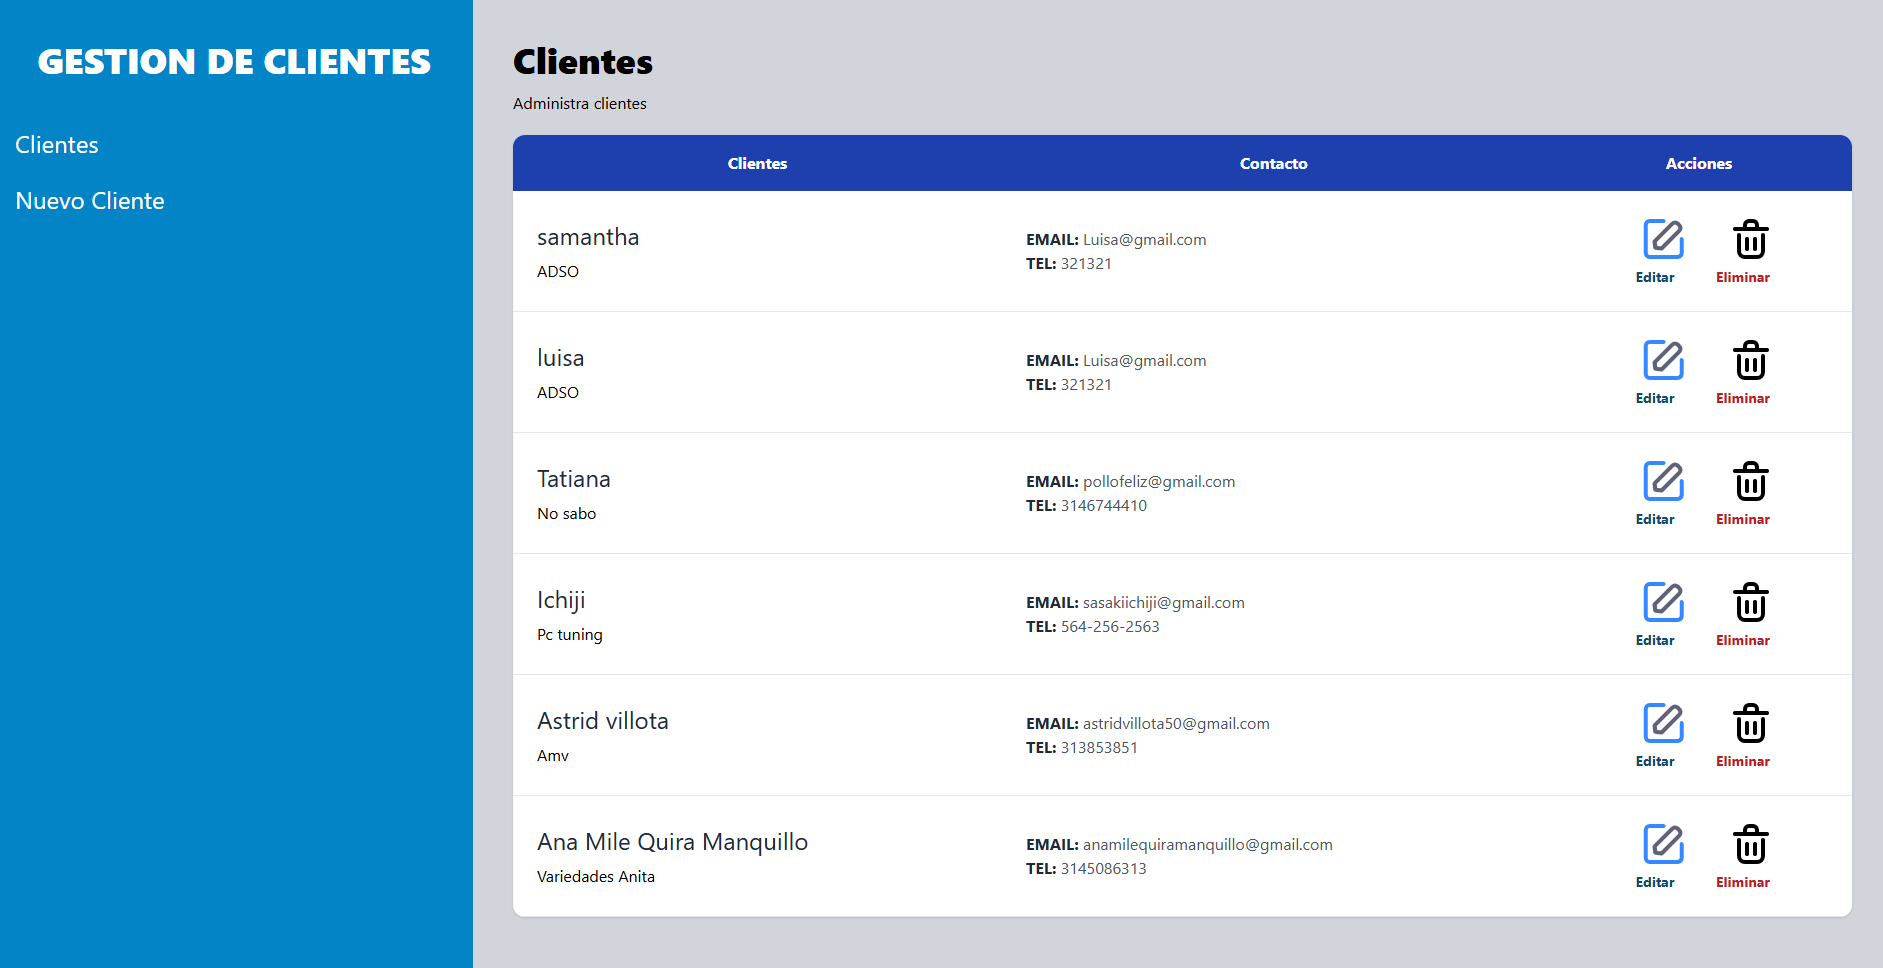 GESTION DE CLIENTES
Clientes
Nuevo Cliente
Clientes
Administra clientes
Clientes Contacto Acciones
samantha
ADSO
EMAIL: Luisa@gmail.com
TEL: 321321
Editar Eliminar
luisa
ADSO
EMAIL: Luisa@gmail.com
TEL: 321321
Editar Eliminar
Tatiana
No sabo
EMAIL: pollofeliz@gmail.com
TEL: 3146744410
Editar Eliminar
Ichiji
Pc tuning
EMAIL: sasakiichiji@gmail.com
TEL: 564-256-2563
Editar Eliminar
Astrid villota
Amv
EMAIL: astridvillota50@gmail.com
TEL: 313853851
Editar Eliminar
Ana Mile Quira Manquillo
Variedades Anita
EMAIL: anamilequiramanquillo@gmail.com
TEL: 3145086313
Editar Eliminar